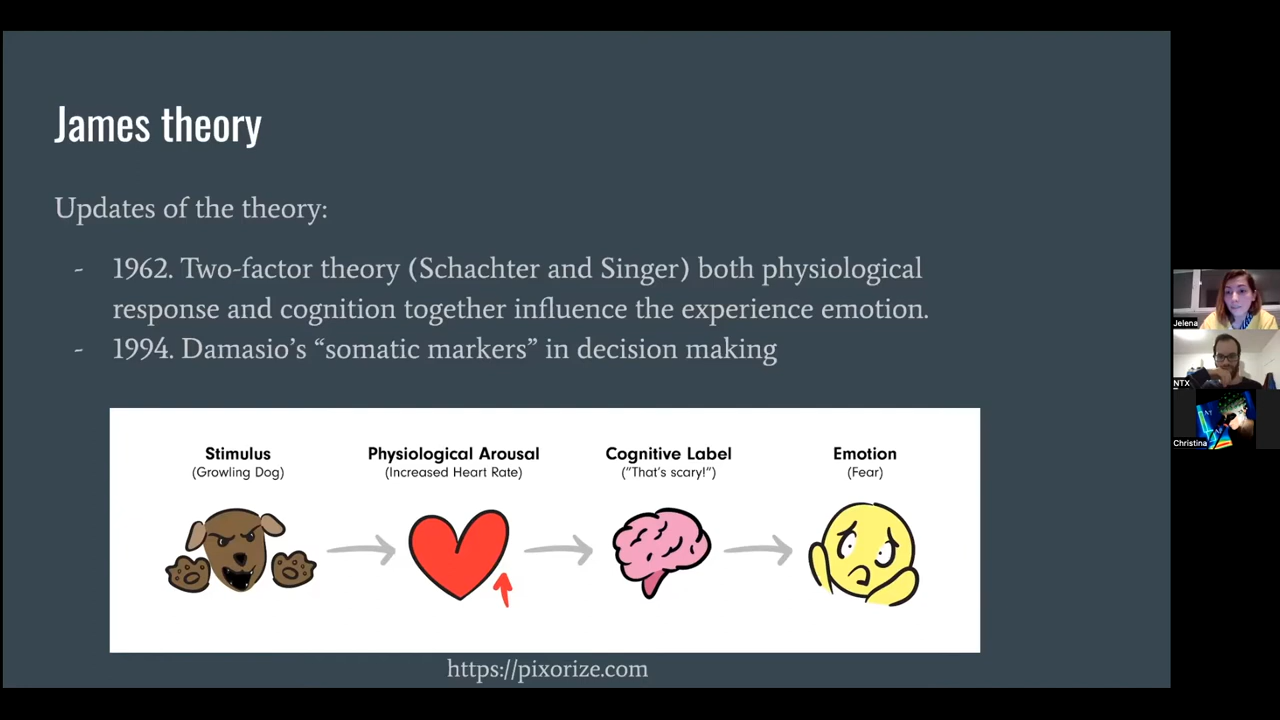 James theory
Updates of the theory:
- 1962. Two-factor theory (Schachter and Singer) both physiological
response and cognition together influence the experience emotion.
- 1994. Damasio’s “somatic markers” in decision making
Stimulus
(Growling Dog)
Physiological Arousal
(Increased Heart Rate)
Cognitive Label
("That's scary!")
Emotion
(Fear)
https://pixorize.com
Jelena
NTX
Christina